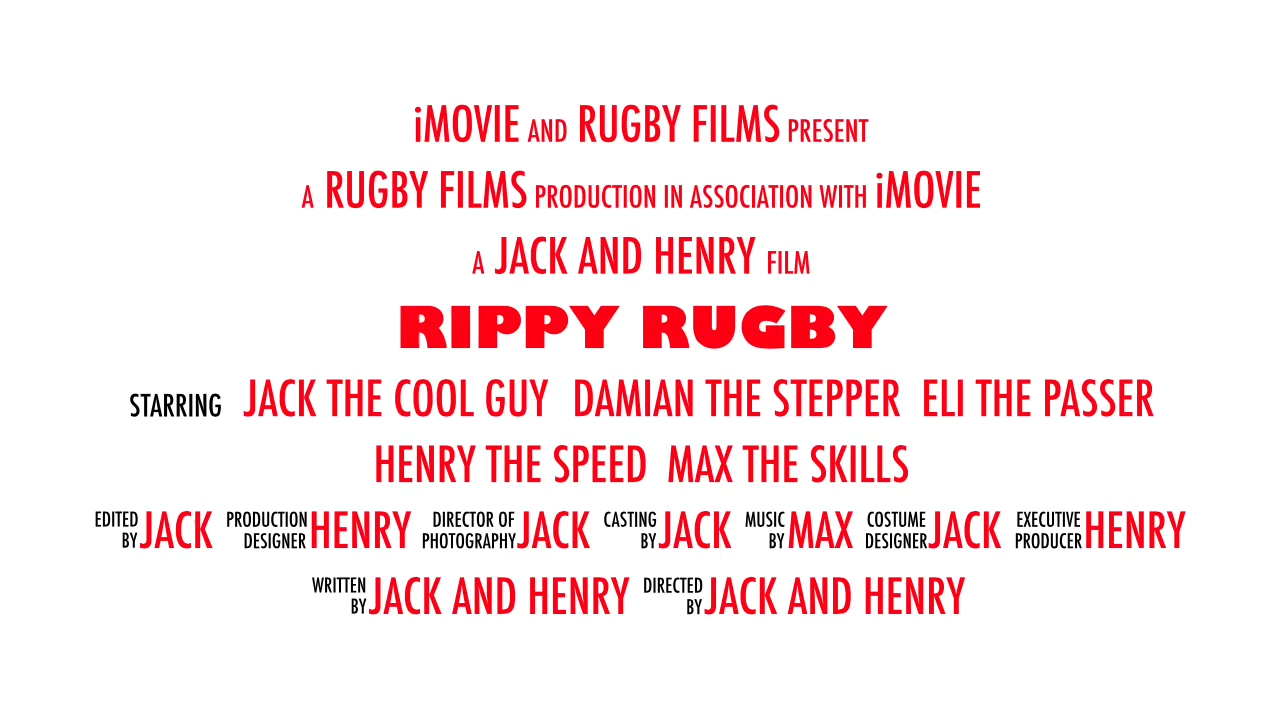 iMOVIE AND RUGBY FILMS PRESENT
A RUGBY FILMS PRODUCTION IN ASSOCIATION WITH iMOVIE
A JACK AND HENRY FILM
RIPPY RUGBY
STARRING JACK THE COOL GUY DAMIAN THE STEPPER ELI THE PASSER
HENRY THE SPEED MAX THE SKILLS
EDITED BY JACK PRODUCTION DESIGNER HENRY DIRECTOR OF PHOTOGRAPHY JACK CASTING BY JACK MUSIC BY MAX COSTUME DESIGNER JACK EXECUTIVE PRODUCER HENRY
WRITTEN BY JACK AND HENRY DIRECTED BY JACK AND HENRY